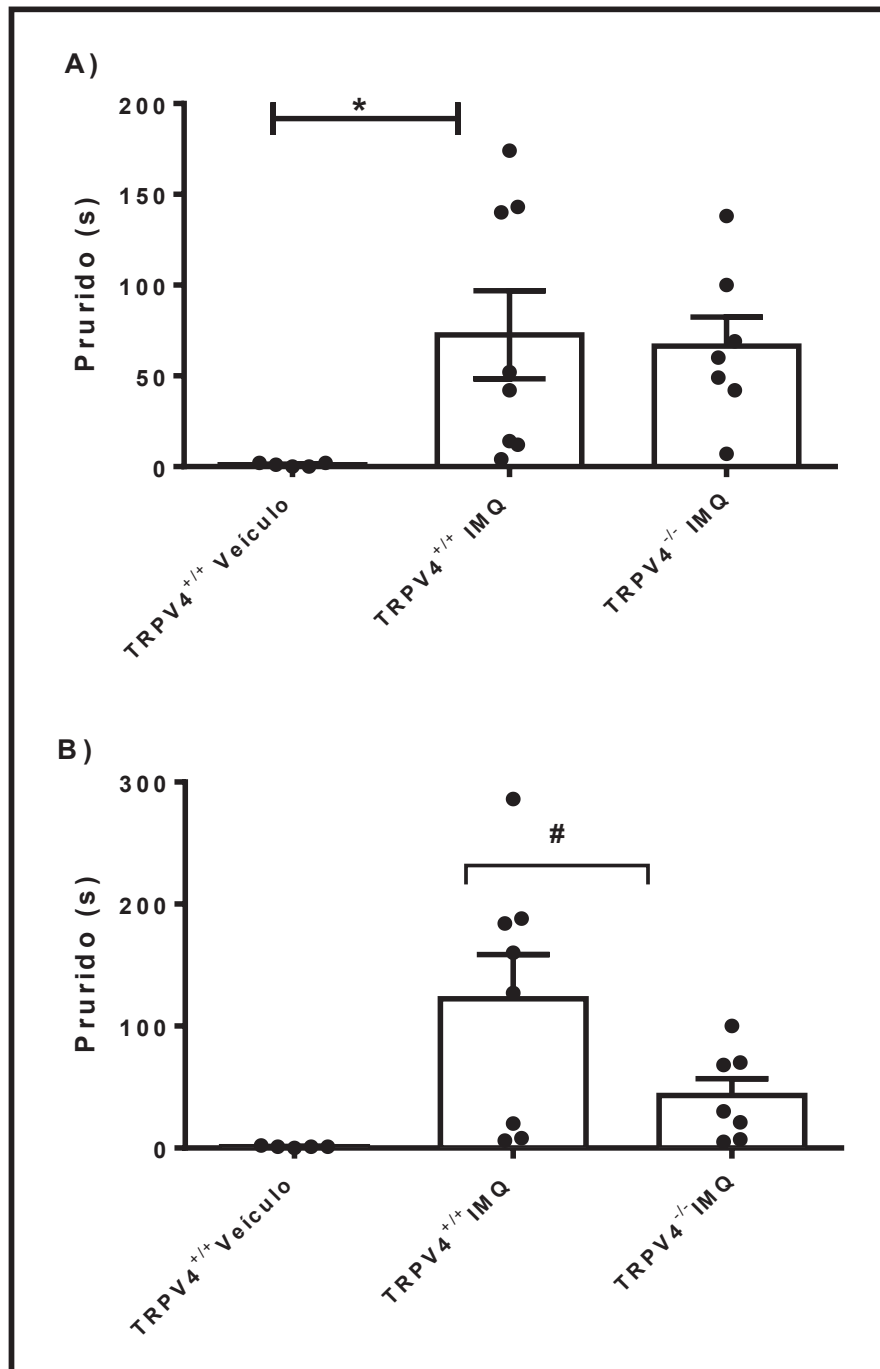 A)
200
150
100
50
0
Prurido (s)
*
TRPV4+/+ Veículo
TRPV4+/+ IMQ
TRPV4-/- IMQ
B)
300
200
100
0
Prurido (s)
#
TRPV4+/+ Veículo
TRPV4+/+ IMQ
TRPV4-/- IMQ